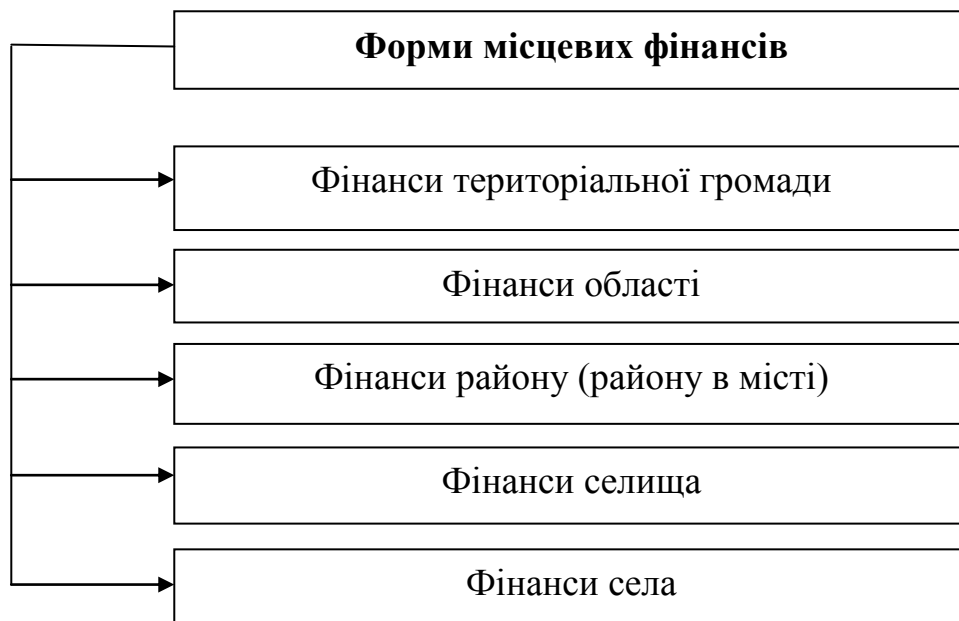 Форми місцевих фінансів
Фінанси територіальної громади
Фінанси області
Фінанси району (району в місті)
Фінанси селища
Фінанси села